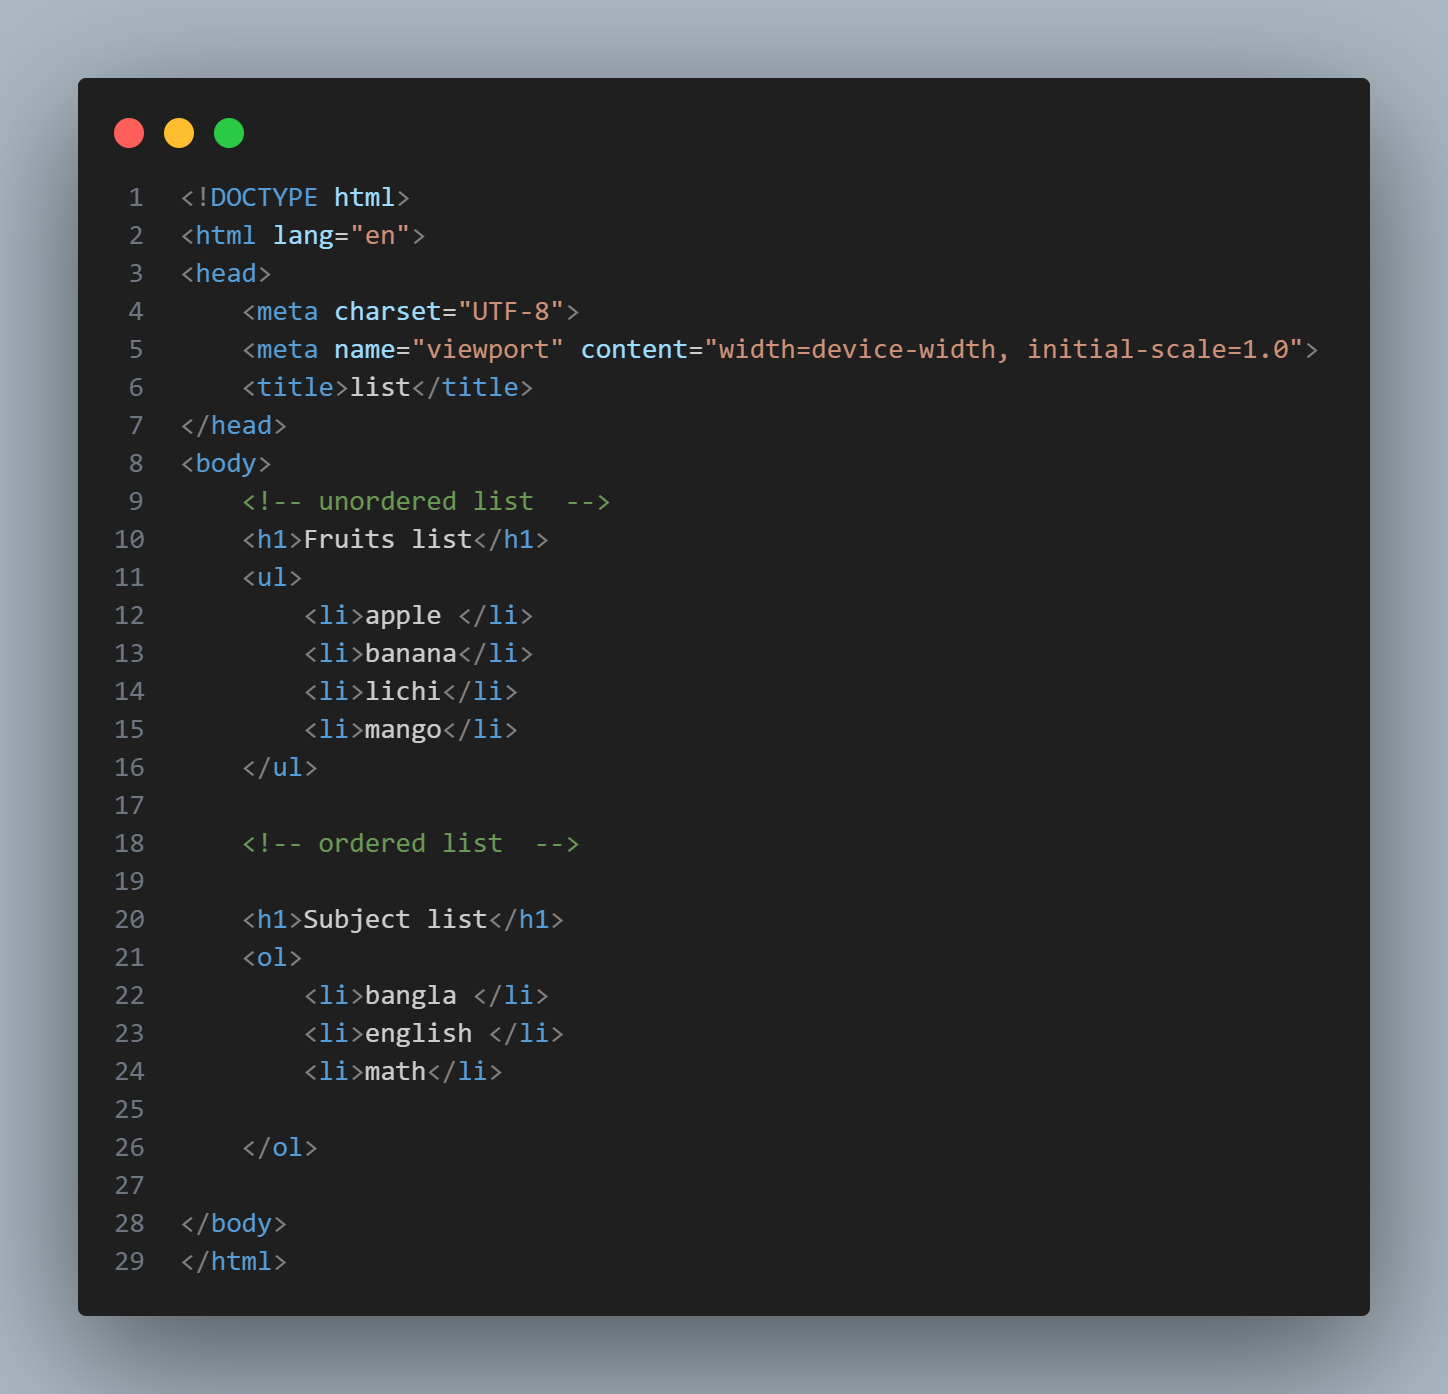 1 <!DOCTYPE html>
2 <html lang="en">
3 <head>
4     <meta charset="UTF-8">
5     <meta name="viewport" content="width=device-width, initial-scale=1.0">
6     <title>list</title>
7 </head>
8 <body>
9     <!-- unordered list  -->
10     <h1>Fruits list</h1>
11     <ul>
12         <li>apple </li>
13         <li>banana</li>
14         <li>lichi</li>
15         <li>mango</li>
16     </ul>
17
18     <!-- ordered list  -->
19
20     <h1>Subject list</h1>
21     <ol>
22         <li>bangla </li>
23         <li>english </li>
24         <li>math</li>
25
26     </ol>
27
28 </body>
29 </html>